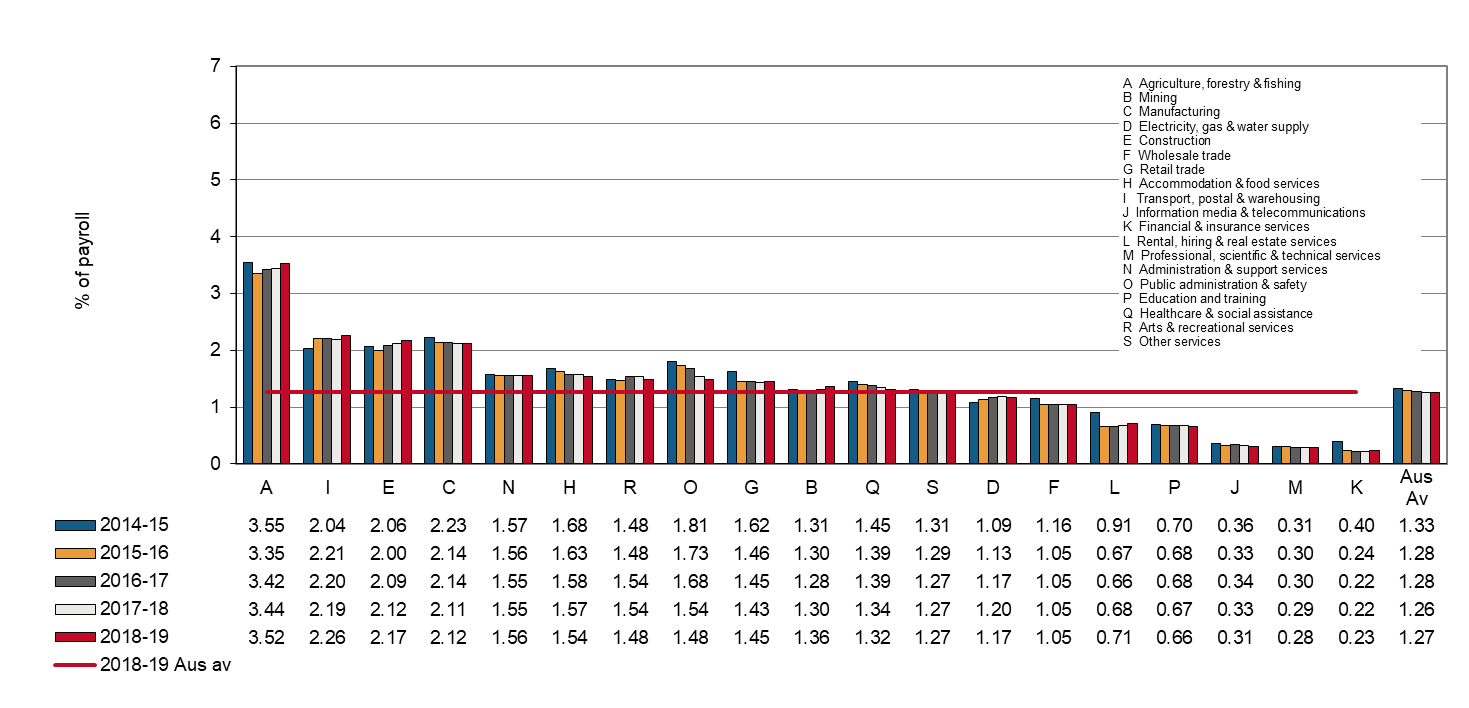 7
6
5
4
3
2
1
0
% of payroll
A Agriculture, forestry & fishing
B Mining
C Manufacturing
D Electricity, gas & water supply
E Construction
F Wholesale trade
G Retail trade
H Accommodation & food services
I Transport, postal & warehousing
J Information media & telecommunications
K Financial & insurance services
L Rental, hiring & real estate services
M Professional, scientific & technical services
N Administration & support services
O Public administration & safety
P Education and training
Q Healthcare & social assistance
R Arts & recreational services
S Other services
A I E C N H R O G B Q S D F L P J M K Aus Av
2014-15 3.55 2.04 2.06 2.23 1.57 1.68 1.48 1.81 1.62 1.31 1.45 1.31 1.09 1.16 0.91 0.70 0.36 0.31 0.40 1.33
2015-16 3.35 2.21 2.00 2.14 1.56 1.63 1.48 1.73 1.46 1.30 1.39 1.29 1.13 1.05 0.67 0.68 0.33 0.30 0.24 1.28
2016-17 3.42 2.20 2.09 2.14 1.55 1.58 1.54 1.68 1.45 1.28 1.39 1.27 1.17 1.05 0.66 0.68 0.34 0.30 0.22 1.28
2017-18 3.44 2.19 2.12 2.11 1.55 1.57 1.54 1.54 1.43 1.30 1.34 1.27 1.20 1.05 0.68 0.67 0.33 0.29 0.22 1.26
2018-19 3.52 2.26 2.17 2.12 1.56 1.54 1.48 1.48 1.45 1.36 1.32 1.27 1.17 1.05 0.71 0.66 0.31 0.28 0.23 1.27
2018-19 Aus av